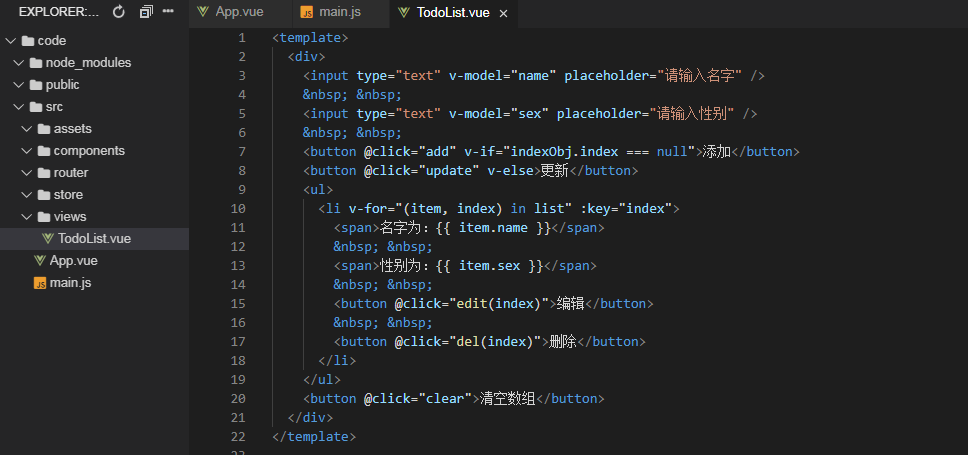 EXPLORER:...
code
node_modules
public
src
assets
components
router
store
views
TodoList.vue
App.vue
main.js
App.vue main.js TodoList.vue ×
1 <template>
2 <div>
3 <input type="text" v-model="name" placeholder="请输入名字" />
4 &nbsp; &nbsp;
5 <input type="text" v-model="sex" placeholder="请输入性别" />
6 &nbsp; &nbsp;
7 <button @click="add" v-if="indexObj.index === null">添加</button>
8 <button @click="update" v-else>更新</button>
9 <ul>
10 <li v-for="(item, index) in list" :key="index">
11 <span>名字为：{{ item.name }}</span>
12 &nbsp; &nbsp;
13 <span>性别为：{{ item.sex }}</span>
14 &nbsp; &nbsp;
15 <button @click="edit(index)">编辑</button>
16 &nbsp; &nbsp;
17 <button @click="del(index)">删除</button>
18 </li>
19 </ul>
20 <button @click="clear">清空数组</button>
21 </div>
22 </template>